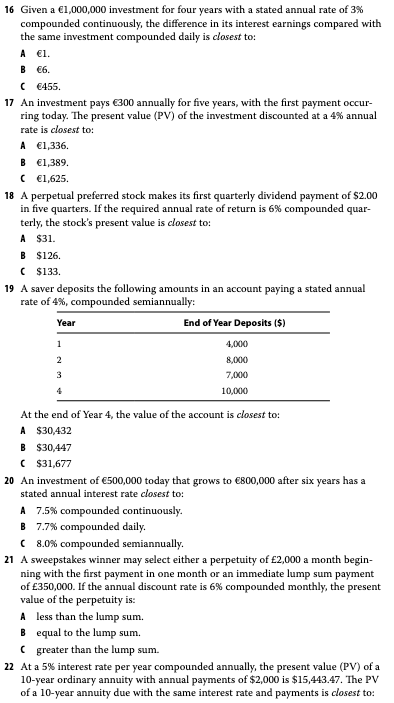 16 Given a €1,000,000 investment for four years with a stated annual rate of 3%
compounded continuously, the difference in its interest earnings compared with
the same investment compounded daily is closest to:
A €1.
B €6.
C €455.
17 An investment pays €300 annually for five years, with the first payment occur-
ring today. The present value (PV) of the investment discounted at a 4% annual
rate is closest to:
A €1,336.
B €1,389.
C €1,625.
18 A perpetual preferred stock makes its first quarterly dividend payment of $2.00
in five quarters. If the required annual rate of return is 6% compounded quar-
terly, the stock's present value is closest to:
A $31.
B $126.
C $133.
19 A saver deposits the following amounts in an account paying a stated annual
rate of 4%, compounded semiannually:
Year End of Year Deposits ($)
1 4,000
2 8,000
3 7,000
4 10,000
At the end of Year 4, the value of the account is closest to:
A $30,432
B $30,447
C $31,677
20 An investment of €500,000 today that grows to €800,000 after six years has a
stated annual interest rate closest to:
A 7.5% compounded continuously.
B 7.7% compounded daily.
C 8.0% compounded semiannually.
21 A sweepstakes winner may select either a perpetuity of £2,000 a month begin-
ning with the first payment in one month or an immediate lump sum payment
of £350,000. If the annual discount rate is 6% compounded monthly, the present
value of the perpetuity is:
A less than the lump sum.
B equal to the lump sum.
C greater than the lump sum.
22 At a 5% interest rate per year compounded annually, the present value (PV) of a
10-year ordinary annuity with annual payments of $2,000 is $15,443.47. The PV
of a 10-year annuity due with the same interest rate and payments is closest to: